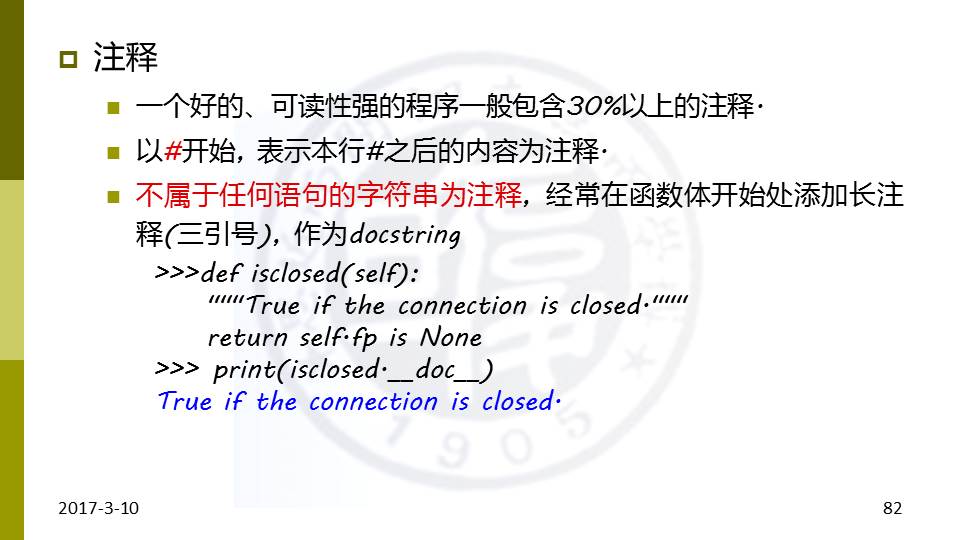 注释
一个好的、可读性强的程序一般包含30%以上的注释.
以#开始, 表示本行#之后的内容为注释.
不属于任何语句的字符串为注释, 经常在函数体开始处添加长注
释(三引号), 作为docstring
>>>def isclosed(self):
"""True if the connection is closed."""
return self.fp is None
>>> print(isclosed.__doc__)
True if the connection is closed.
1905
2017-3-10
82